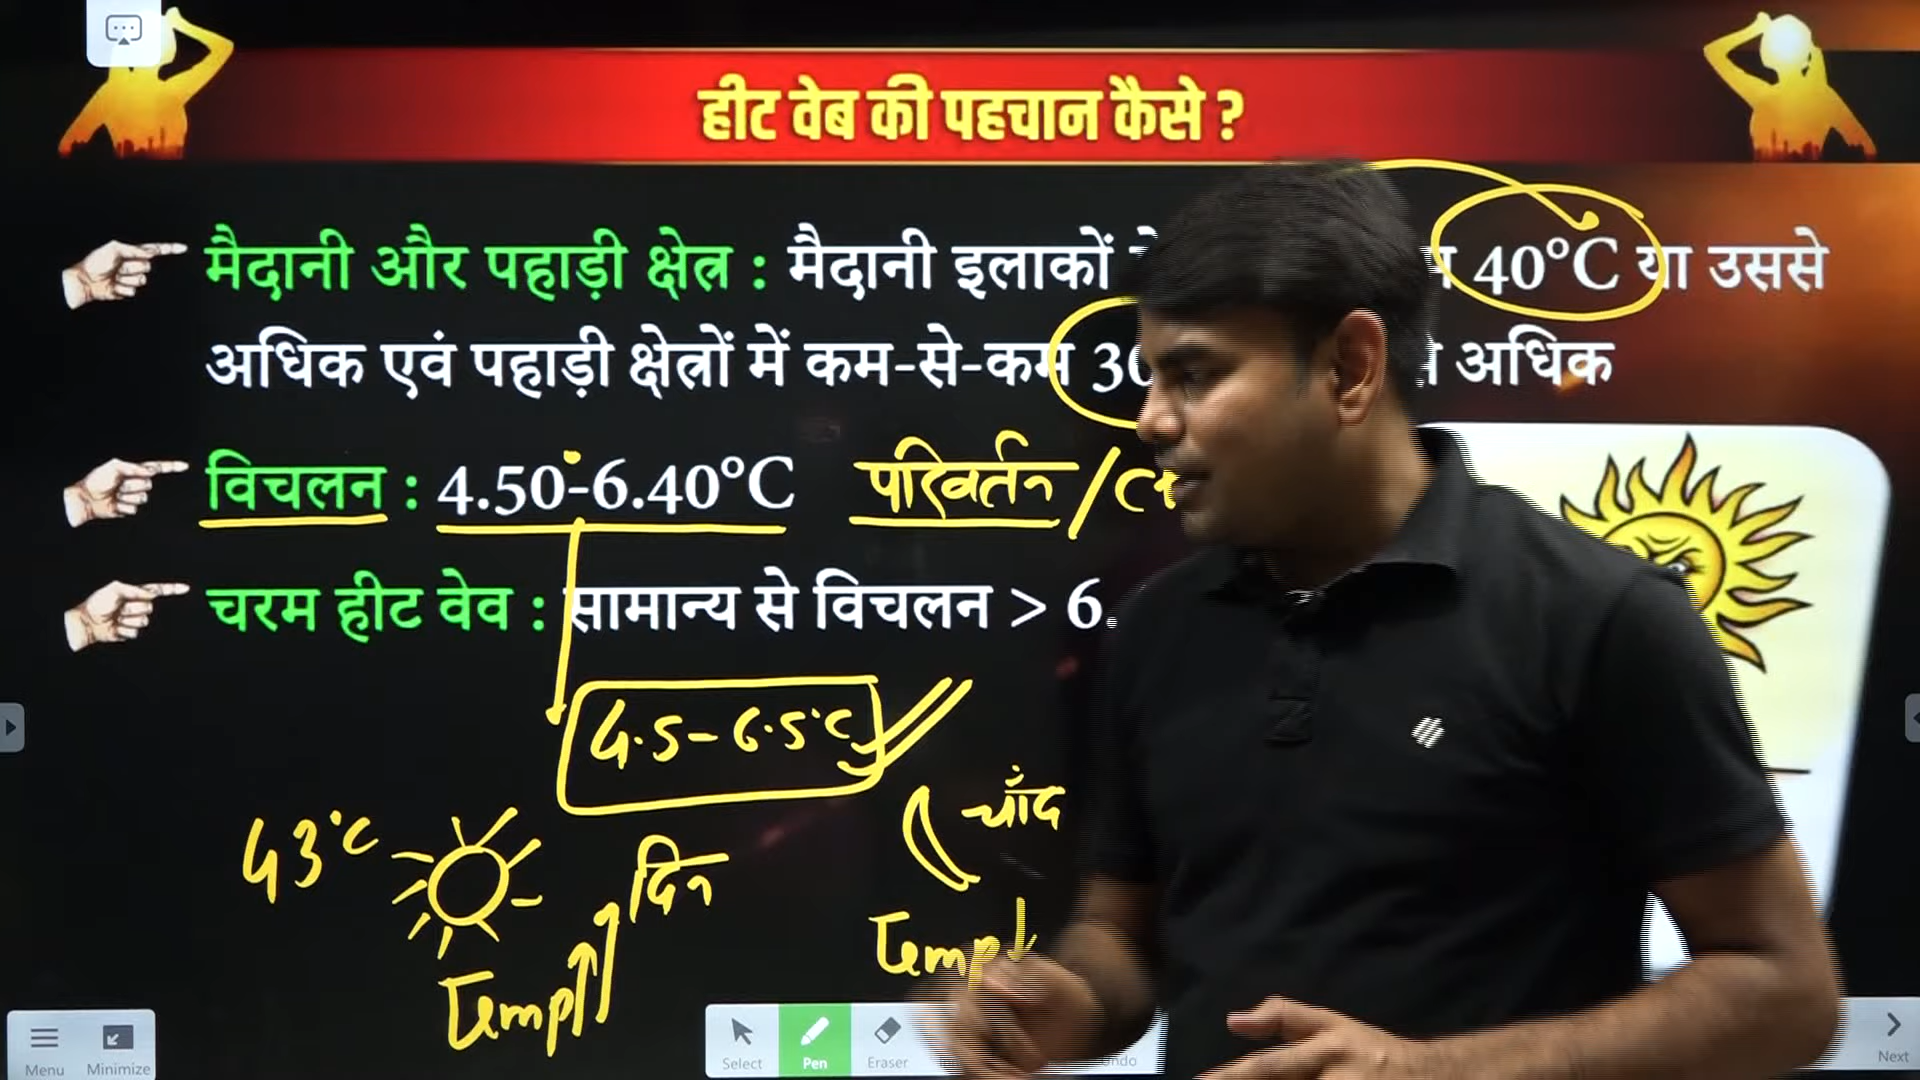 हीट वेब की पहचान कैसे ?
मैदानी और पहाड़ी क्षेत्र : मैदानी इलाकों 40°C या उससे
अधिक एवं पहाड़ी क्षेत्रों में कम-से-कम अधिक
विचलन : 4.50-6.40°C परिवर्तन /
चरम हीट वेव : सामान्य से विचलन > 6.
4.5-6.5°C
चाँद
43°C
दिन
Temp
Temp
Menu
Minimize
Select
Pen
Eraser
Next